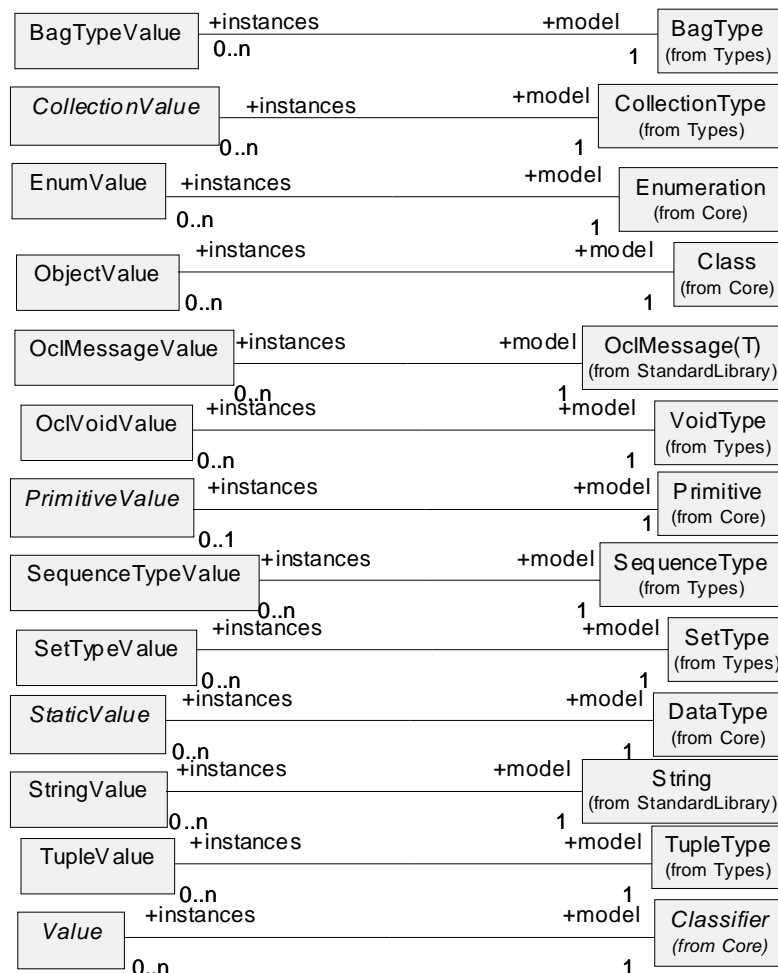 BagTypeValue +instances +model BagType
0..n 1 (from Types)
CollectionValue +instances +model CollectionType
0..n 1 (from Types)
EnumValue +instances +model Enumeration
0..n 1 (from Core)
ObjectValue +instances +model Class
0..n 1 (from Core)
OclMessageValue +instances +model OclMessage(T)
0..n 1 (from StandardLibrary)
OclVoidValue +instances +model VoidType
0..n 1 (from Types)
PrimitiveValue +instances +model Primitive
0..1 1 (from Core)
SequenceTypeValue +instances +model SequenceType
0..n 1 (from Types)
SetTypeValue +instances +model SetType
0..n 1 (from Types)
StaticValue +instances +model DataType
0..n 1 (from Core)
StringValue +instances +model String
0..n 1 (from StandardLibrary)
TupleValue +instances +model TupleType
0..n 1 (from Types)
Value +instances +model Classifier
0..n 1 (from Core)